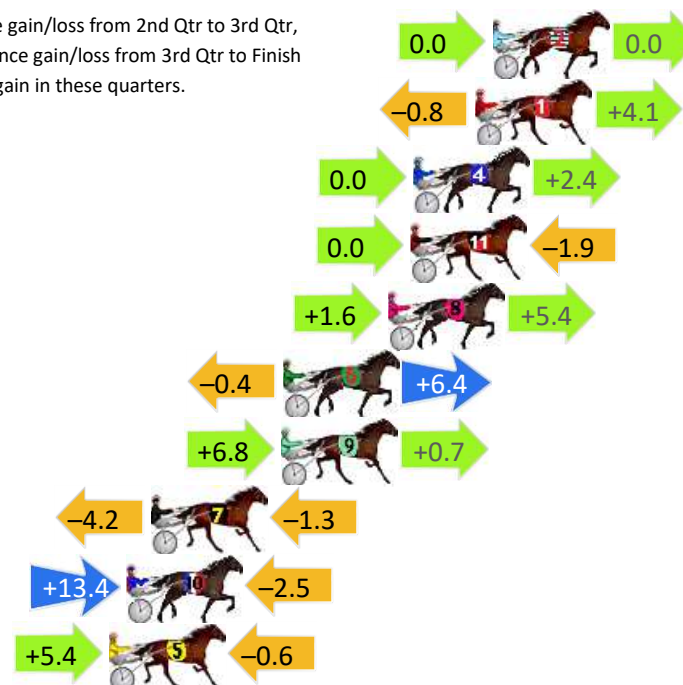 e gain/loss from 2nd Qtr to 3rd Qtr,
nce gain/loss from 3rd Qtr to Finish
gain in these quarters.
0.0 0.0
–0.8 1 +4.1
0.0 4 +2.4
0.0 11 –1.9
+1.6 8 +5.4
–0.4 +6.4
+6.8 9 +0.7
–4.2 7 –1.3
+13.4 10 –2.5
+5.4 5 –0.6